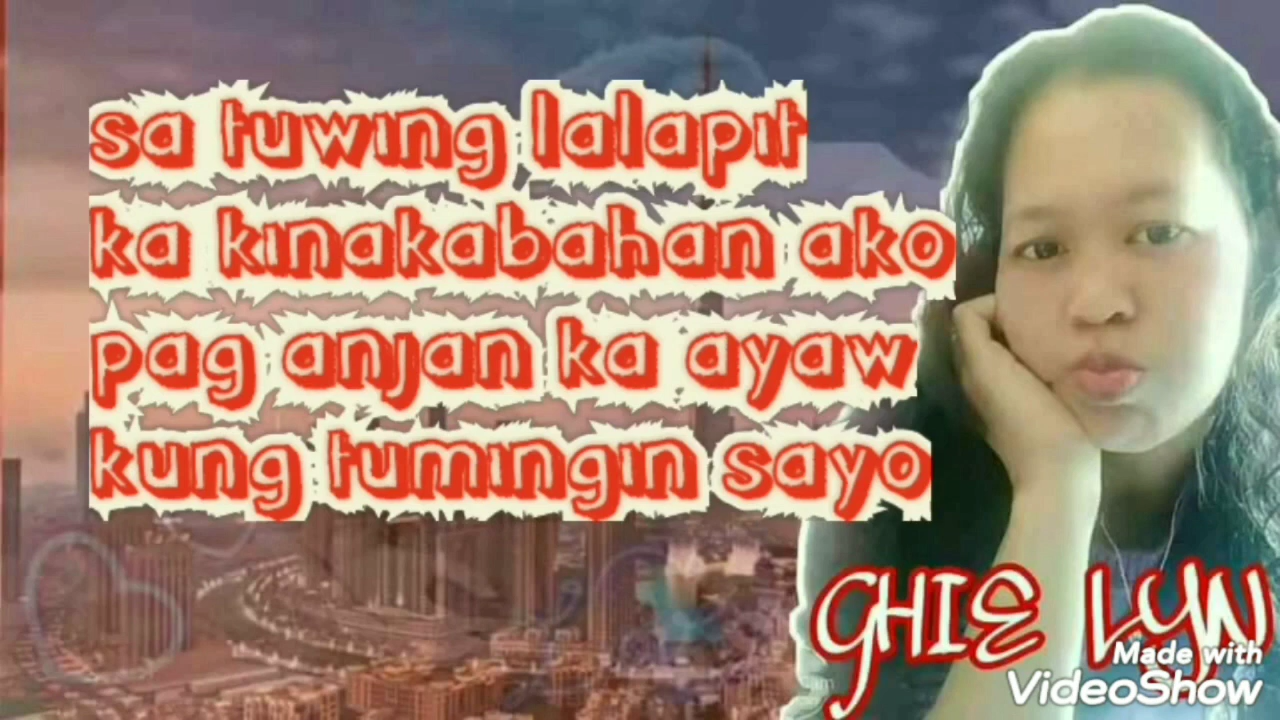 sa tuwing lalapit
ka kinakabahan ako
pag anjan ka ayaw
kung tumingin sayo
GHIE LYN
Made with
VideoShow